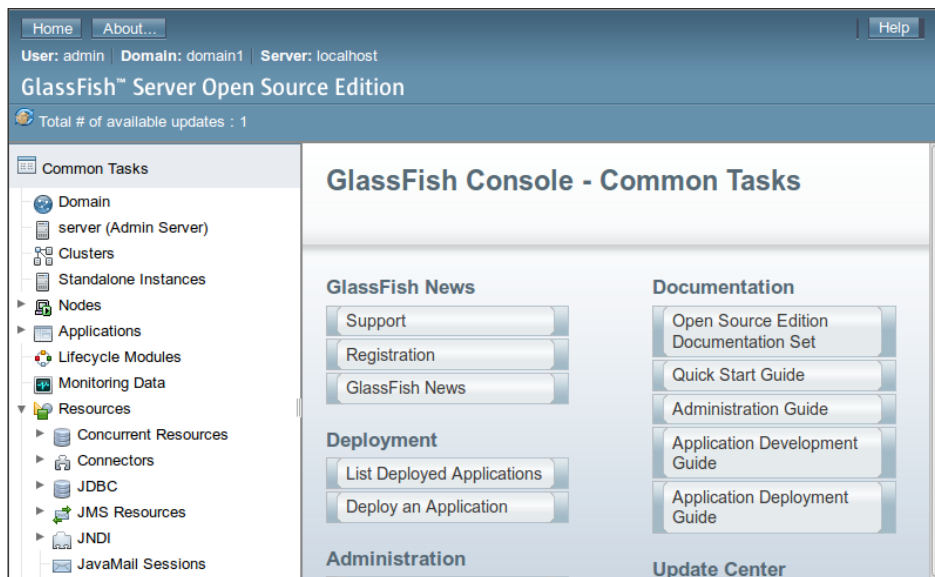 Home About... Help
User: admin Domain: domain1 Server: localhost
GlassFish™ Server Open Source Edition
Total # of available updates : 1
Common Tasks
Domain
server (Admin Server)
Clusters
Standalone Instances
Nodes
Applications
Lifecycle Modules
Monitoring Data
Resources
Concurrent Resources
Connectors
JDBC
JMS Resources
JNDI
JavaMail Sessions
GlassFish Console - Common Tasks
GlassFish News
Support
Registration
GlassFish News
Deployment
List Deployed Applications
Deploy an Application
Administration
Documentation
Open Source Edition
Documentation Set
Quick Start Guide
Administration Guide
Application Development
Guide
Application Deployment
Guide
Update Center